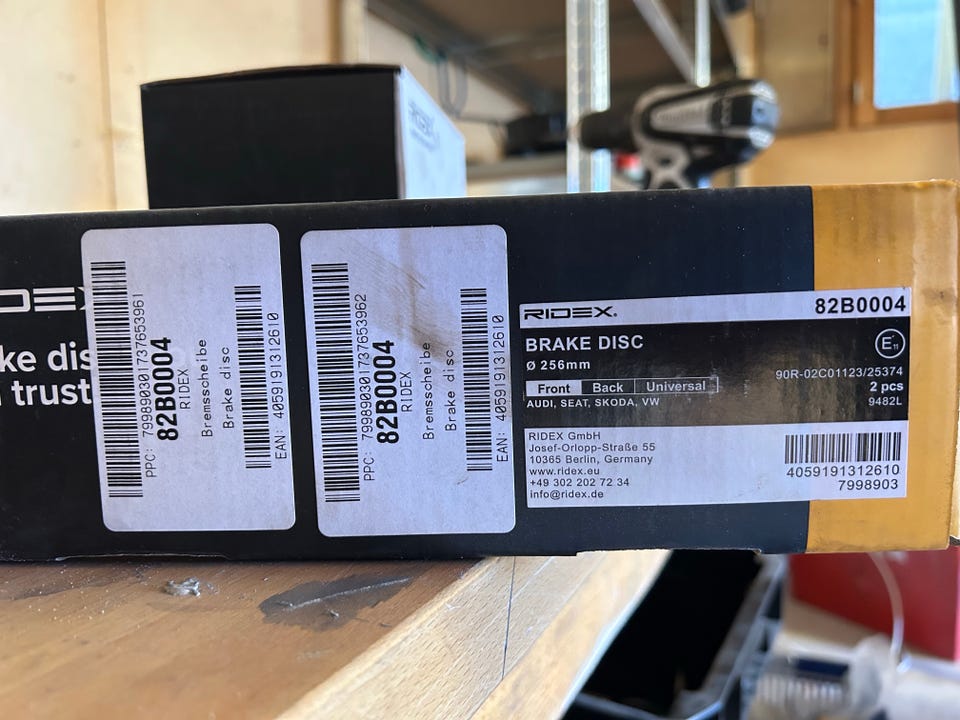 RIDEX
PPC: 799890301737653961
82B0004
RIDEX
Bremsscheibe
Brake disc
EAN: 4059191312610
PPC: 799890301737653962
82B0004
RIDEX
Bremsscheibe
Brake disc
EAN: 4059191312610
RIDEX® 82B0004
BRAKE DISC
Ø 256mm
Front Back Universal
AUDI, SEAT, SKODA, VW
E11
90R-02C01123/25374
2 pcs
9482L
RIDEX GmbH
Josef-Orlopp-Straße 55
10365 Berlin, Germany
www.ridex.eu
+49 302 202 72 34
info@ridex.de
4059191312610
7998903
DEX
ke dis
trust